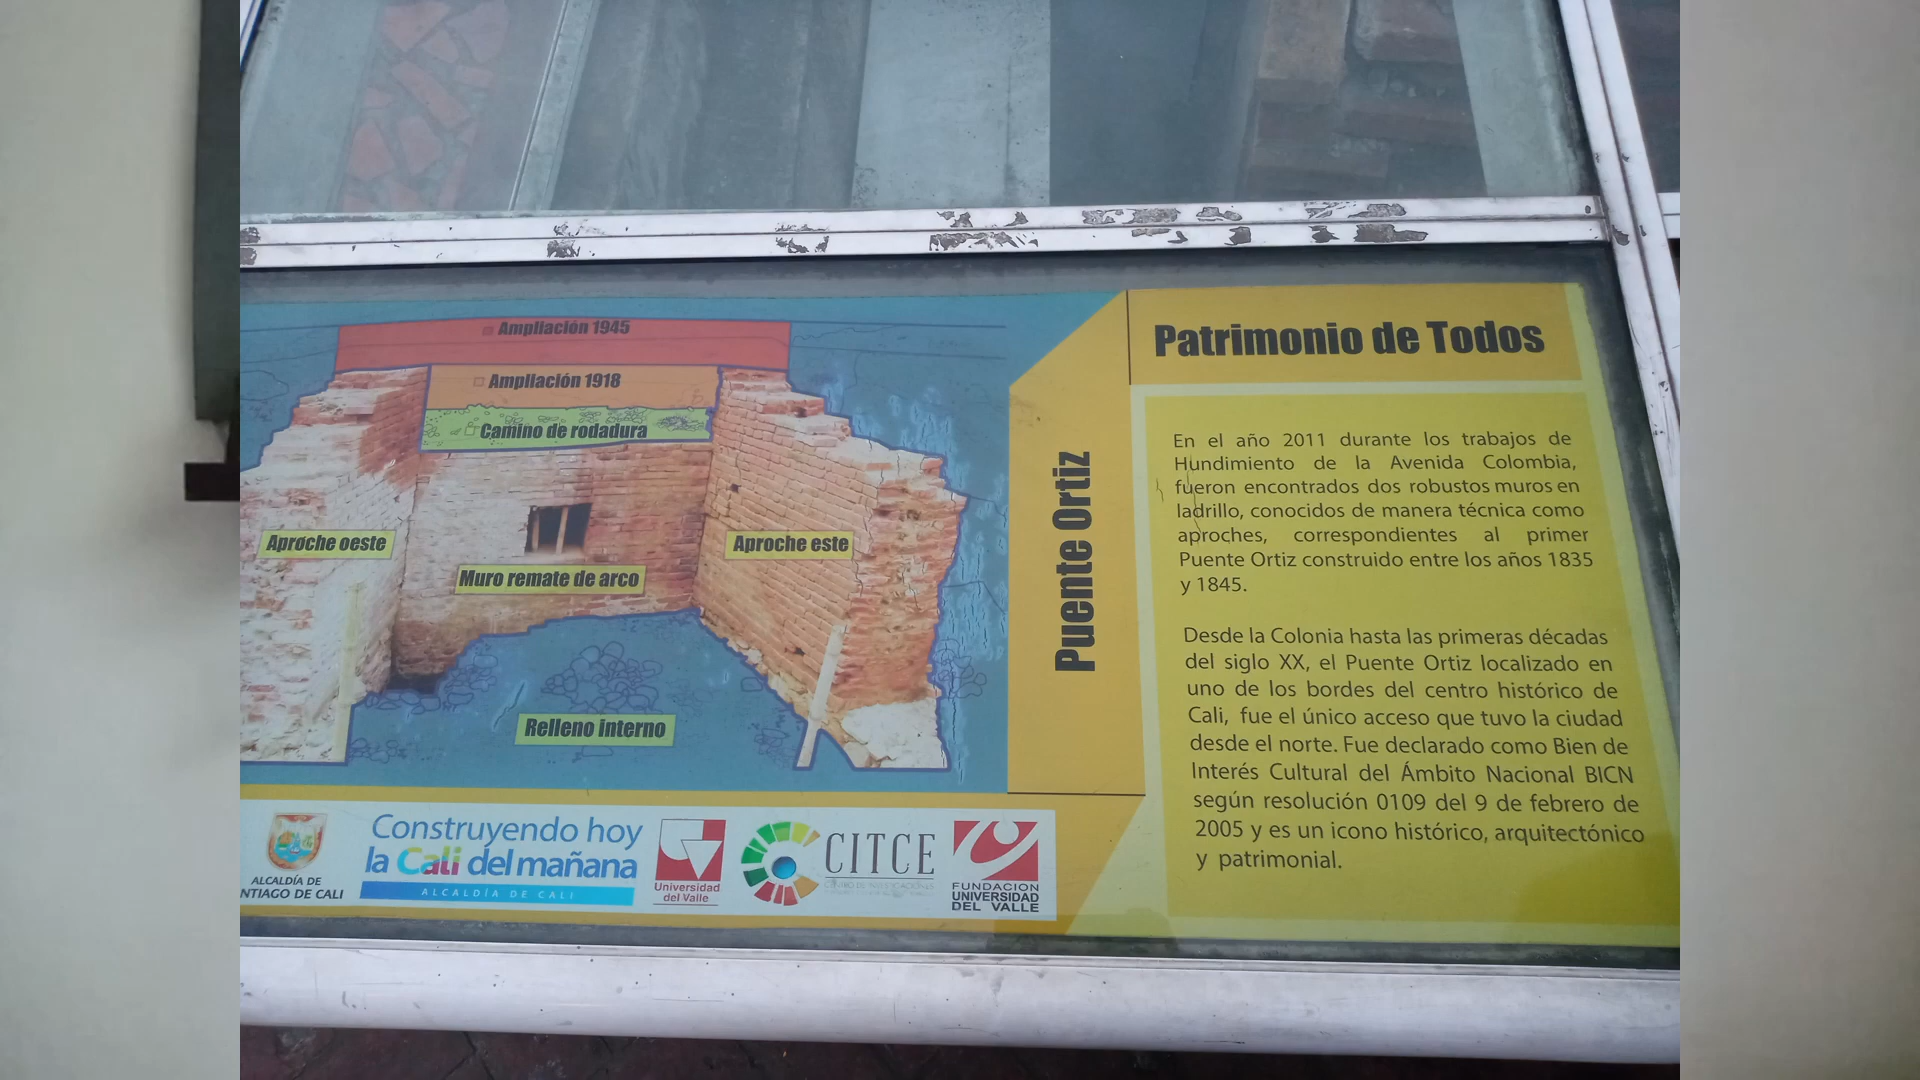 Ampliación 1945
Ampliación 1918
Camino de rodadura
Aproche oeste
Aproche este
Muro remate de arco
Relleno interno
Puente Ortiz
Patrimonio de Todos
En el año 2011 durante los trabajos de
Hundimiento de la Avenida Colombia,
fueron encontrados dos robustos muros en
ladrillo, conocidos de manera técnica como
aproches, correspondientes al primer
Puente Ortiz construido entre los años 1835
y 1845.
Desde la Colonia hasta las primeras décadas
del siglo XX, el Puente Ortiz localizado en
uno de los bordes del centro histórico de
Cali, fue el único acceso que tuvo la ciudad
desde el norte. Fue declarado como Bien de
Interés Cultural del Ámbito Nacional BICN
según resolución 0109 del 9 de febrero de
2005 y es un icono histórico, arquitectónico
y patrimonial.
ALCALDÍA DE
NTIAGO DE CALI
Construyendo hoy
la Cali del mañana
ALCALDÍA DE CALI
Universidad
del Valle
CITCE
FUNDACION
UNIVERSIDAD
DEL VALLE